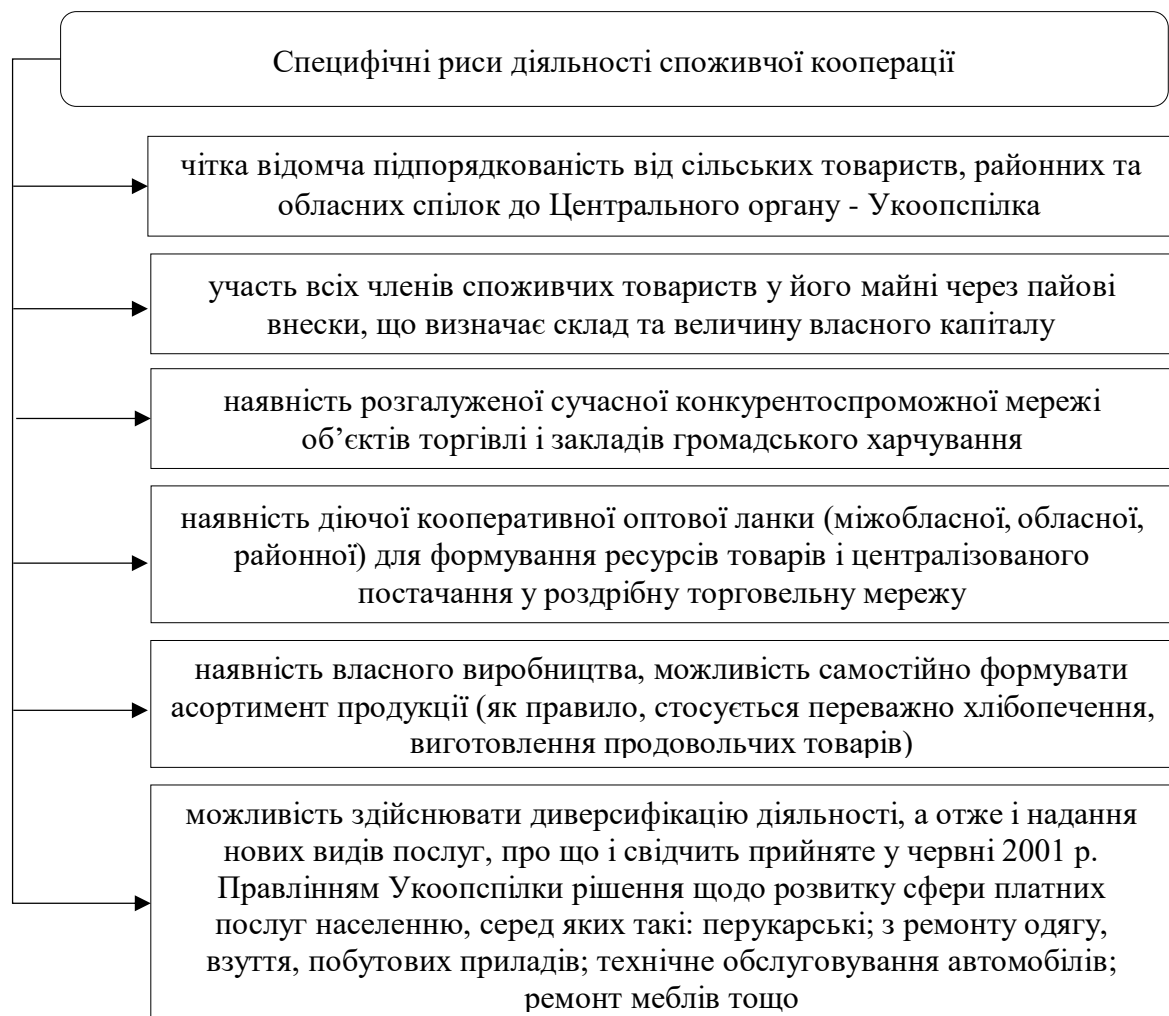 Специфічні риси діяльності споживчої кооперації
чітка відомча підпорядкованість від сільських товариств, районних та
обласних спілок до Центрального органу - Укоопспілка
участь всіх членів споживчих товариств у його майні через пайові
внески, що визначає склад та величину власного капіталу
наявність розгалуженої сучасної конкурентоспроможної мережі
об’єктів торгівлі і закладів громадського харчування
наявність діючої кооперативної оптової ланки (міжобласної, обласної,
районної) для формування ресурсів товарів і централізованого
постачання у роздрібну торговельну мережу
наявність власного виробництва, можливість самостійно формувати
асортимент продукції (як правило, стосується переважно хлібопечення,
виготовлення продовольчих товарів)
можливість здійснювати диверсифікацію діяльності, а отже і надання
нових видів послуг, про що і свідчить прийняте у червні 2001 р.
Правлінням Укоопспілки рішення щодо розвитку сфери платних
послуг населенню, серед яких такі: перукарські; з ремонту одягу,
взуття, побутових приладів; технічне обслуговування автомобілів;
ремонт меблів тощо